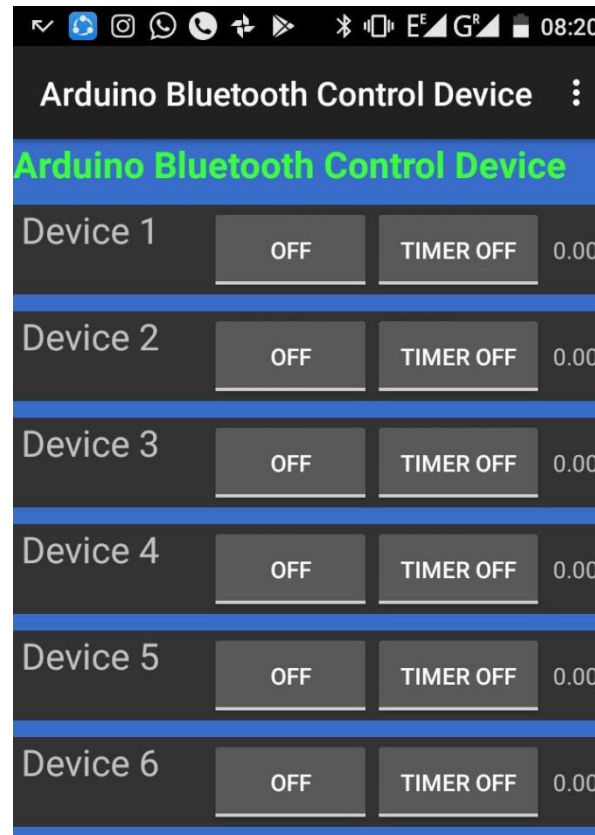 E G R 08:20
Arduino Bluetooth Control Device
Arduino Bluetooth Control Device
Device 1 OFF TIMER OFF 0.00
Device 2 OFF TIMER OFF 0.00
Device 3 OFF TIMER OFF 0.00
Device 4 OFF TIMER OFF 0.00
Device 5 OFF TIMER OFF 0.00
Device 6 OFF TIMER OFF 0.00